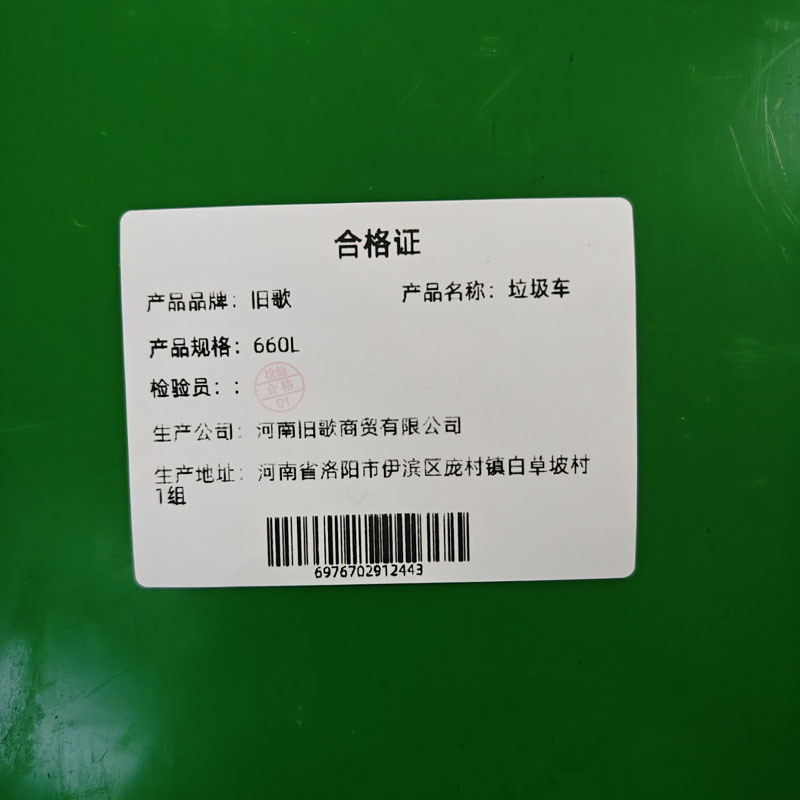 合格证
产品品牌：旧歌 产品名称：垃圾车
产品规格：660L
检验员：：
检验
合格
01
生产公司：河南旧歌商贸有限公司
生产地址：河南省洛阳市伊滨区庞村镇白草坡村
1组
6976702912443